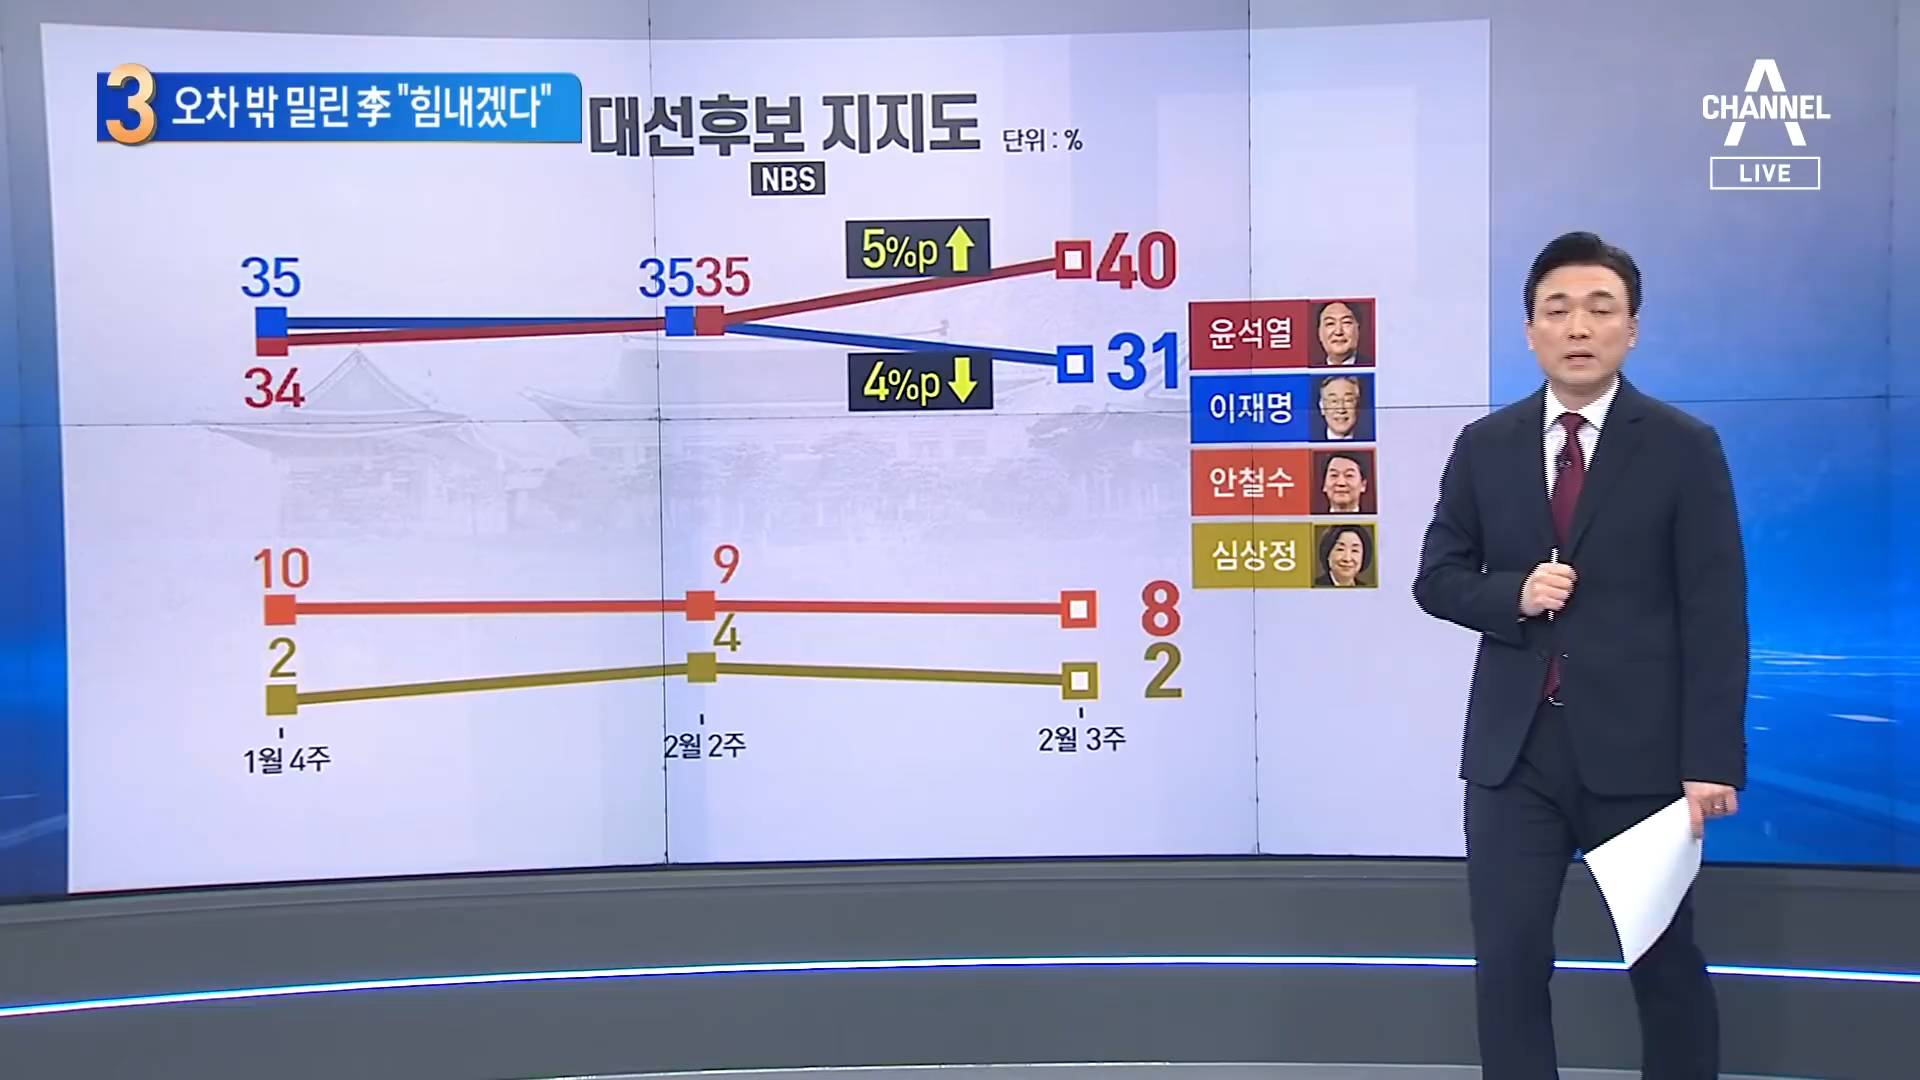 3 오차 밖 밀린 李 "힘내겠다"
대선후보 지지도 단위 : %
NBS
CHANNEL A
LIVE
5%p
40
35
35 35
34
31
4%p
윤석열
이재명
안철수
심상정
10
9
8
2
4
2
1월 4주
2월 2주
2월 3주